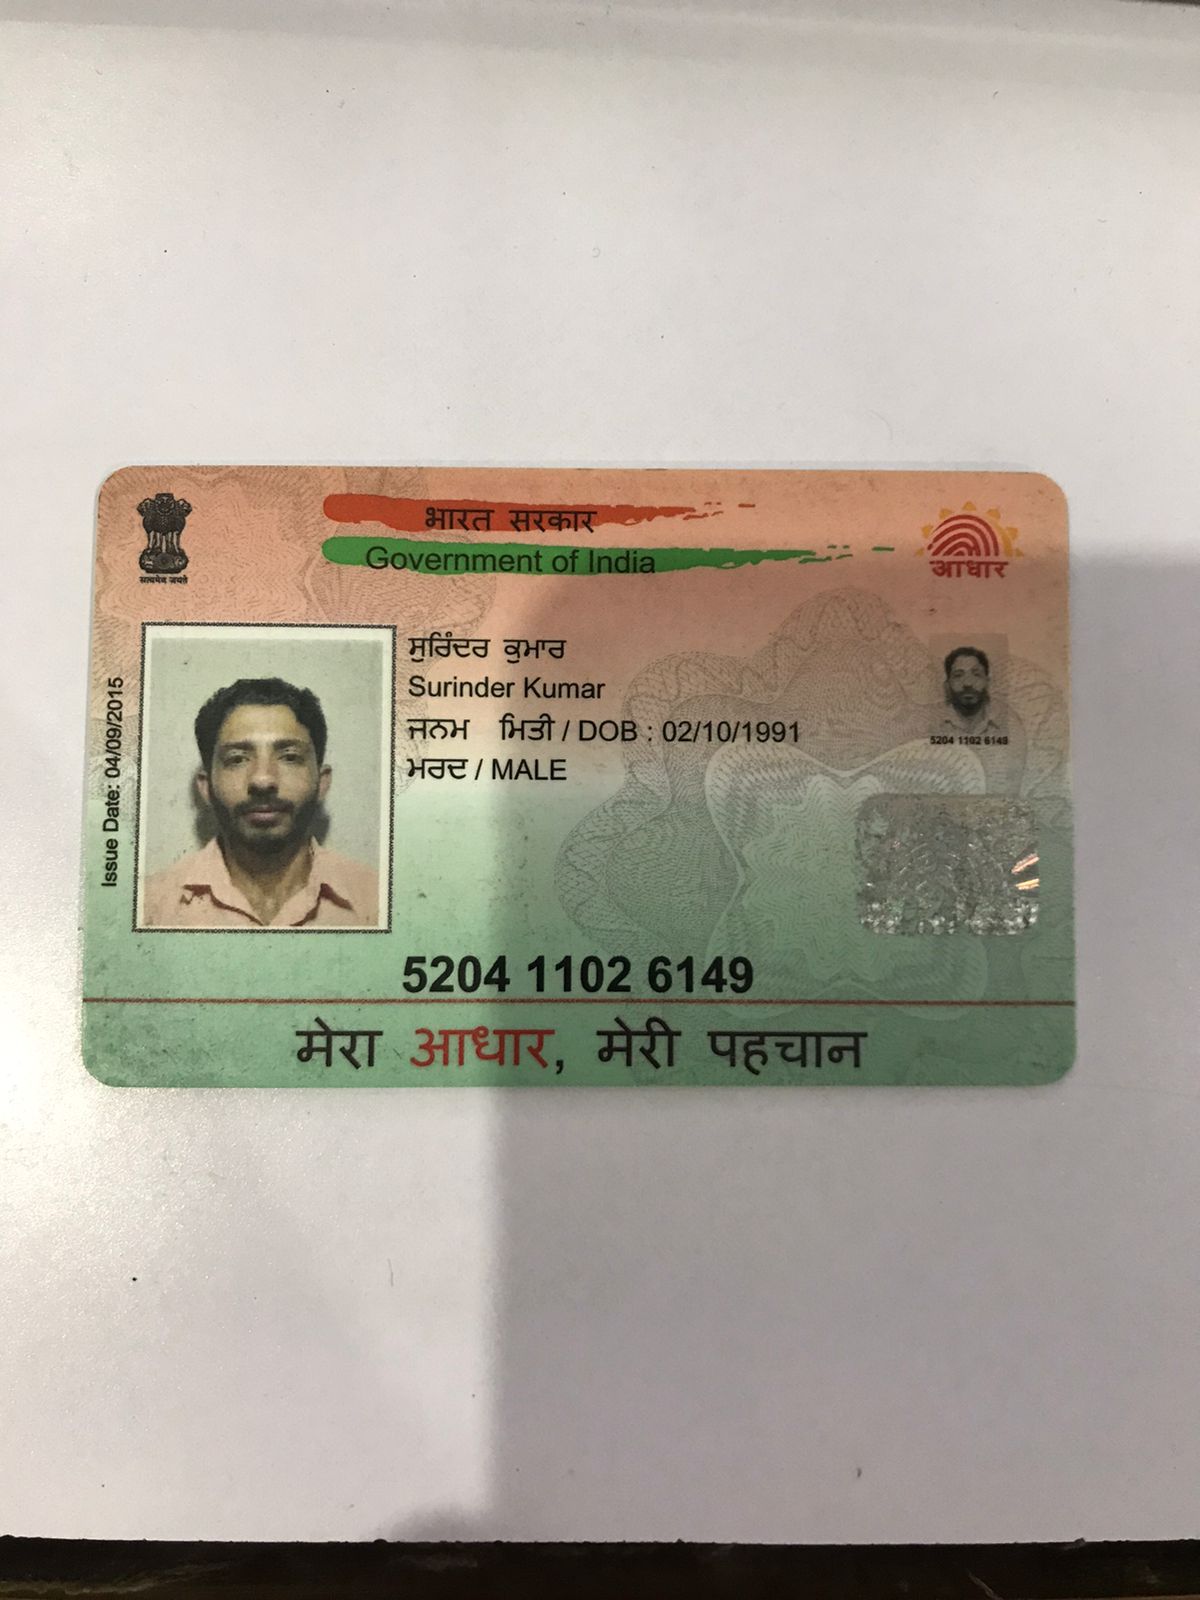 भारत सरकार
Government of India
सत्यमेव जयते
आधार
ਸੁਰਿੰਦਰ ਕੁਮਾਰ
Surinder Kumar
ਜਨਮ ਮਿਤੀ / DOB : 02/10/1991
ਮਰਦ / MALE
5204 1102 6149
Issue Date: 04/09/2015
5204 1102 6149
मेरा आधार, मेरी पहचान